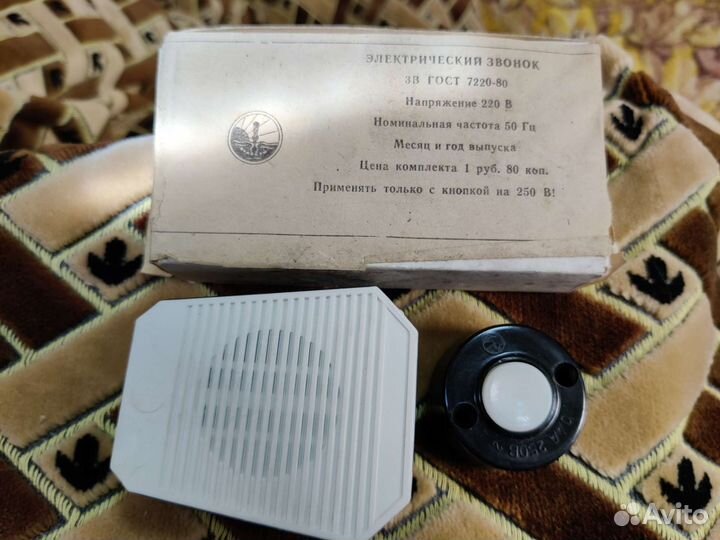 ЭЛЕКТРИЧЕСКИЙ ЗВОНОК
ЗВ ГОСТ 7220-80
Напряжение 220 В
Номинальная частота 50 Гц
Месяц и год выпуска
Цена комплекта 1 руб. 80 коп.
Применять только с кнопкой на 250 В!
250В~
Avito